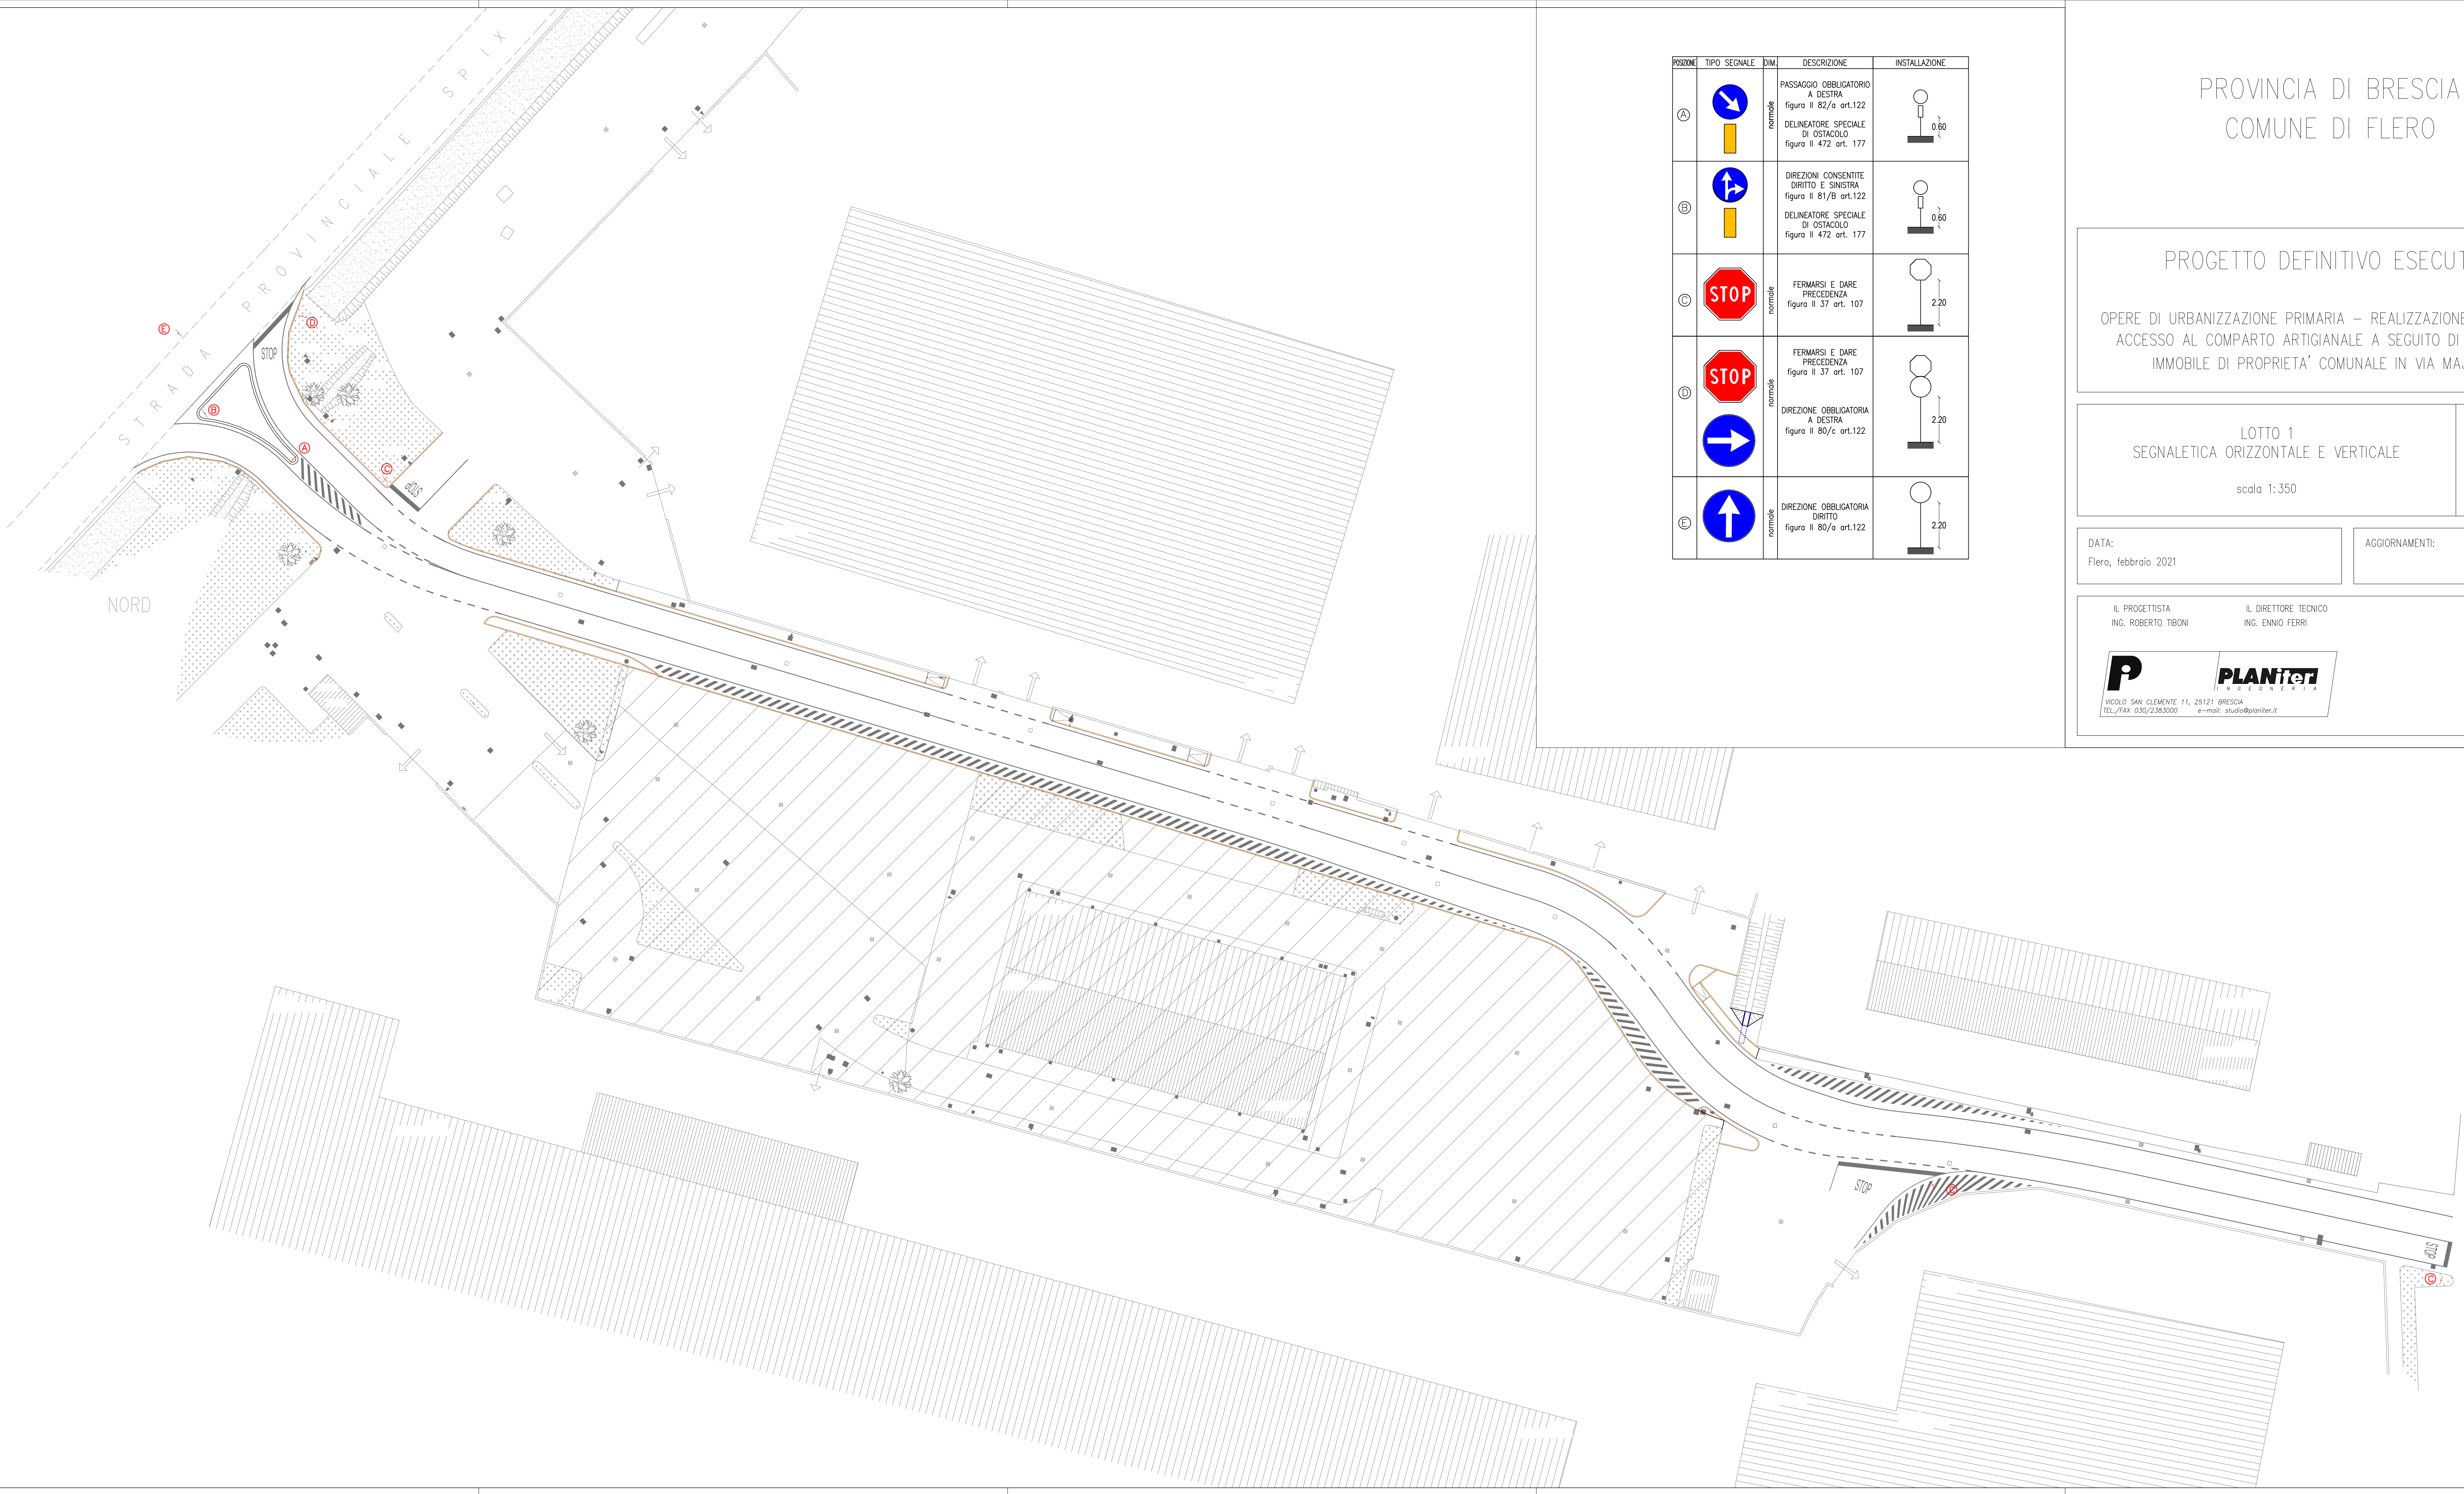 STRADA PROVINCIALE SP IX
E
D
STOP
B
A
C
STOP
NORD
POSIZIONE TIPO SEGNALE DIM. DESCRIZIONE INSTALLAZIONE
A
normale
PASSAGGIO OBBLIGATORIO
A DESTRA
figura II 82/a art.122
DELINEATORE SPECIALE
DI OSTACOLO
figura II 472 art. 177
0.60
B
DIREZIONI CONSENTITE
DIRITTO E SINISTRA
figura II 81/B art.122
DELINEATORE SPECIALE
DI OSTACOLO
figura II 472 art. 177
0.60
C
STOP
normale
FERMARSI E DARE
PRECEDENZA
figura II 37 art. 107
2.20
D
STOP
normale
FERMARSI E DARE
PRECEDENZA
figura II 37 art. 107
DIREZIONE OBBLIGATORIA
A DESTRA
figura II 80/c art.122
2.20
E
normale
DIREZIONE OBBLIGATORIA
DIRITTO
figura II 80/a art.122
2.20
PROVINCIA DI BRESCIA
COMUNE DI FLERO
PROGETTO DEFINITIVO ESECUT
OPERE DI URBANIZZAZIONE PRIMARIA – REALIZZAZIONE
ACCESSO AL COMPARTO ARTIGIANALE A SEGUITO DI
IMMOBILE DI PROPRIETA' COMUNALE IN VIA
LOTTO 1
SEGNALETICA ORIZZONTALE E VERTICALE
scala 1:350
DATA:
Flero, febbraio 2021
AGGIORNAMENTI:
IL PROGETTISTA
ING. ROBERTO TIBONI
IL DIRETTORE TECNICO
ING. ENNIO FERRI
PLANiter
INGEGNERIA
VICOLO SAN CLEMENTE 11, 25121 BRESCIA
TEL./FAX 030/2383000 e-mail: studio@planiter.it
STOP
C
STOP
C